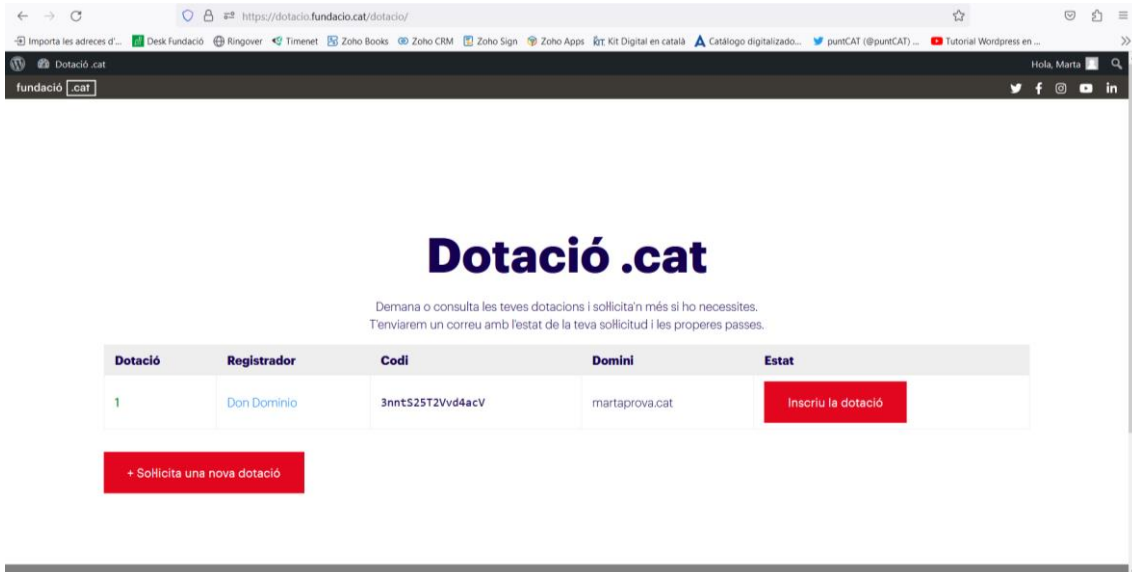 https://dotacio.fundacio.cat/dotacio/
Importa les adreces d'... Desk Fundació Ringover Timenet Zoho Books Zoho CRM Zoho Sign Zoho Apps Kit Digital en català Catálogo digitalizado... puntCAT (@puntCAT) ... Tutorial Wordpress en ...
Dotació .cat Hola, Marta
fundació .cat
Dotació .cat
Demana o consulta les teves dotacions i sol·licita'n més si ho necessites.
T'enviarem un correu amb l'estat de la teva sol·licitud i les properes passes.
Dotació Registrador Codi Domini Estat
1 Don Dominio 3nntS25T2Vvd4acV martaprova.cat Inscriu la dotació
+ Sol·licita una nova dotació